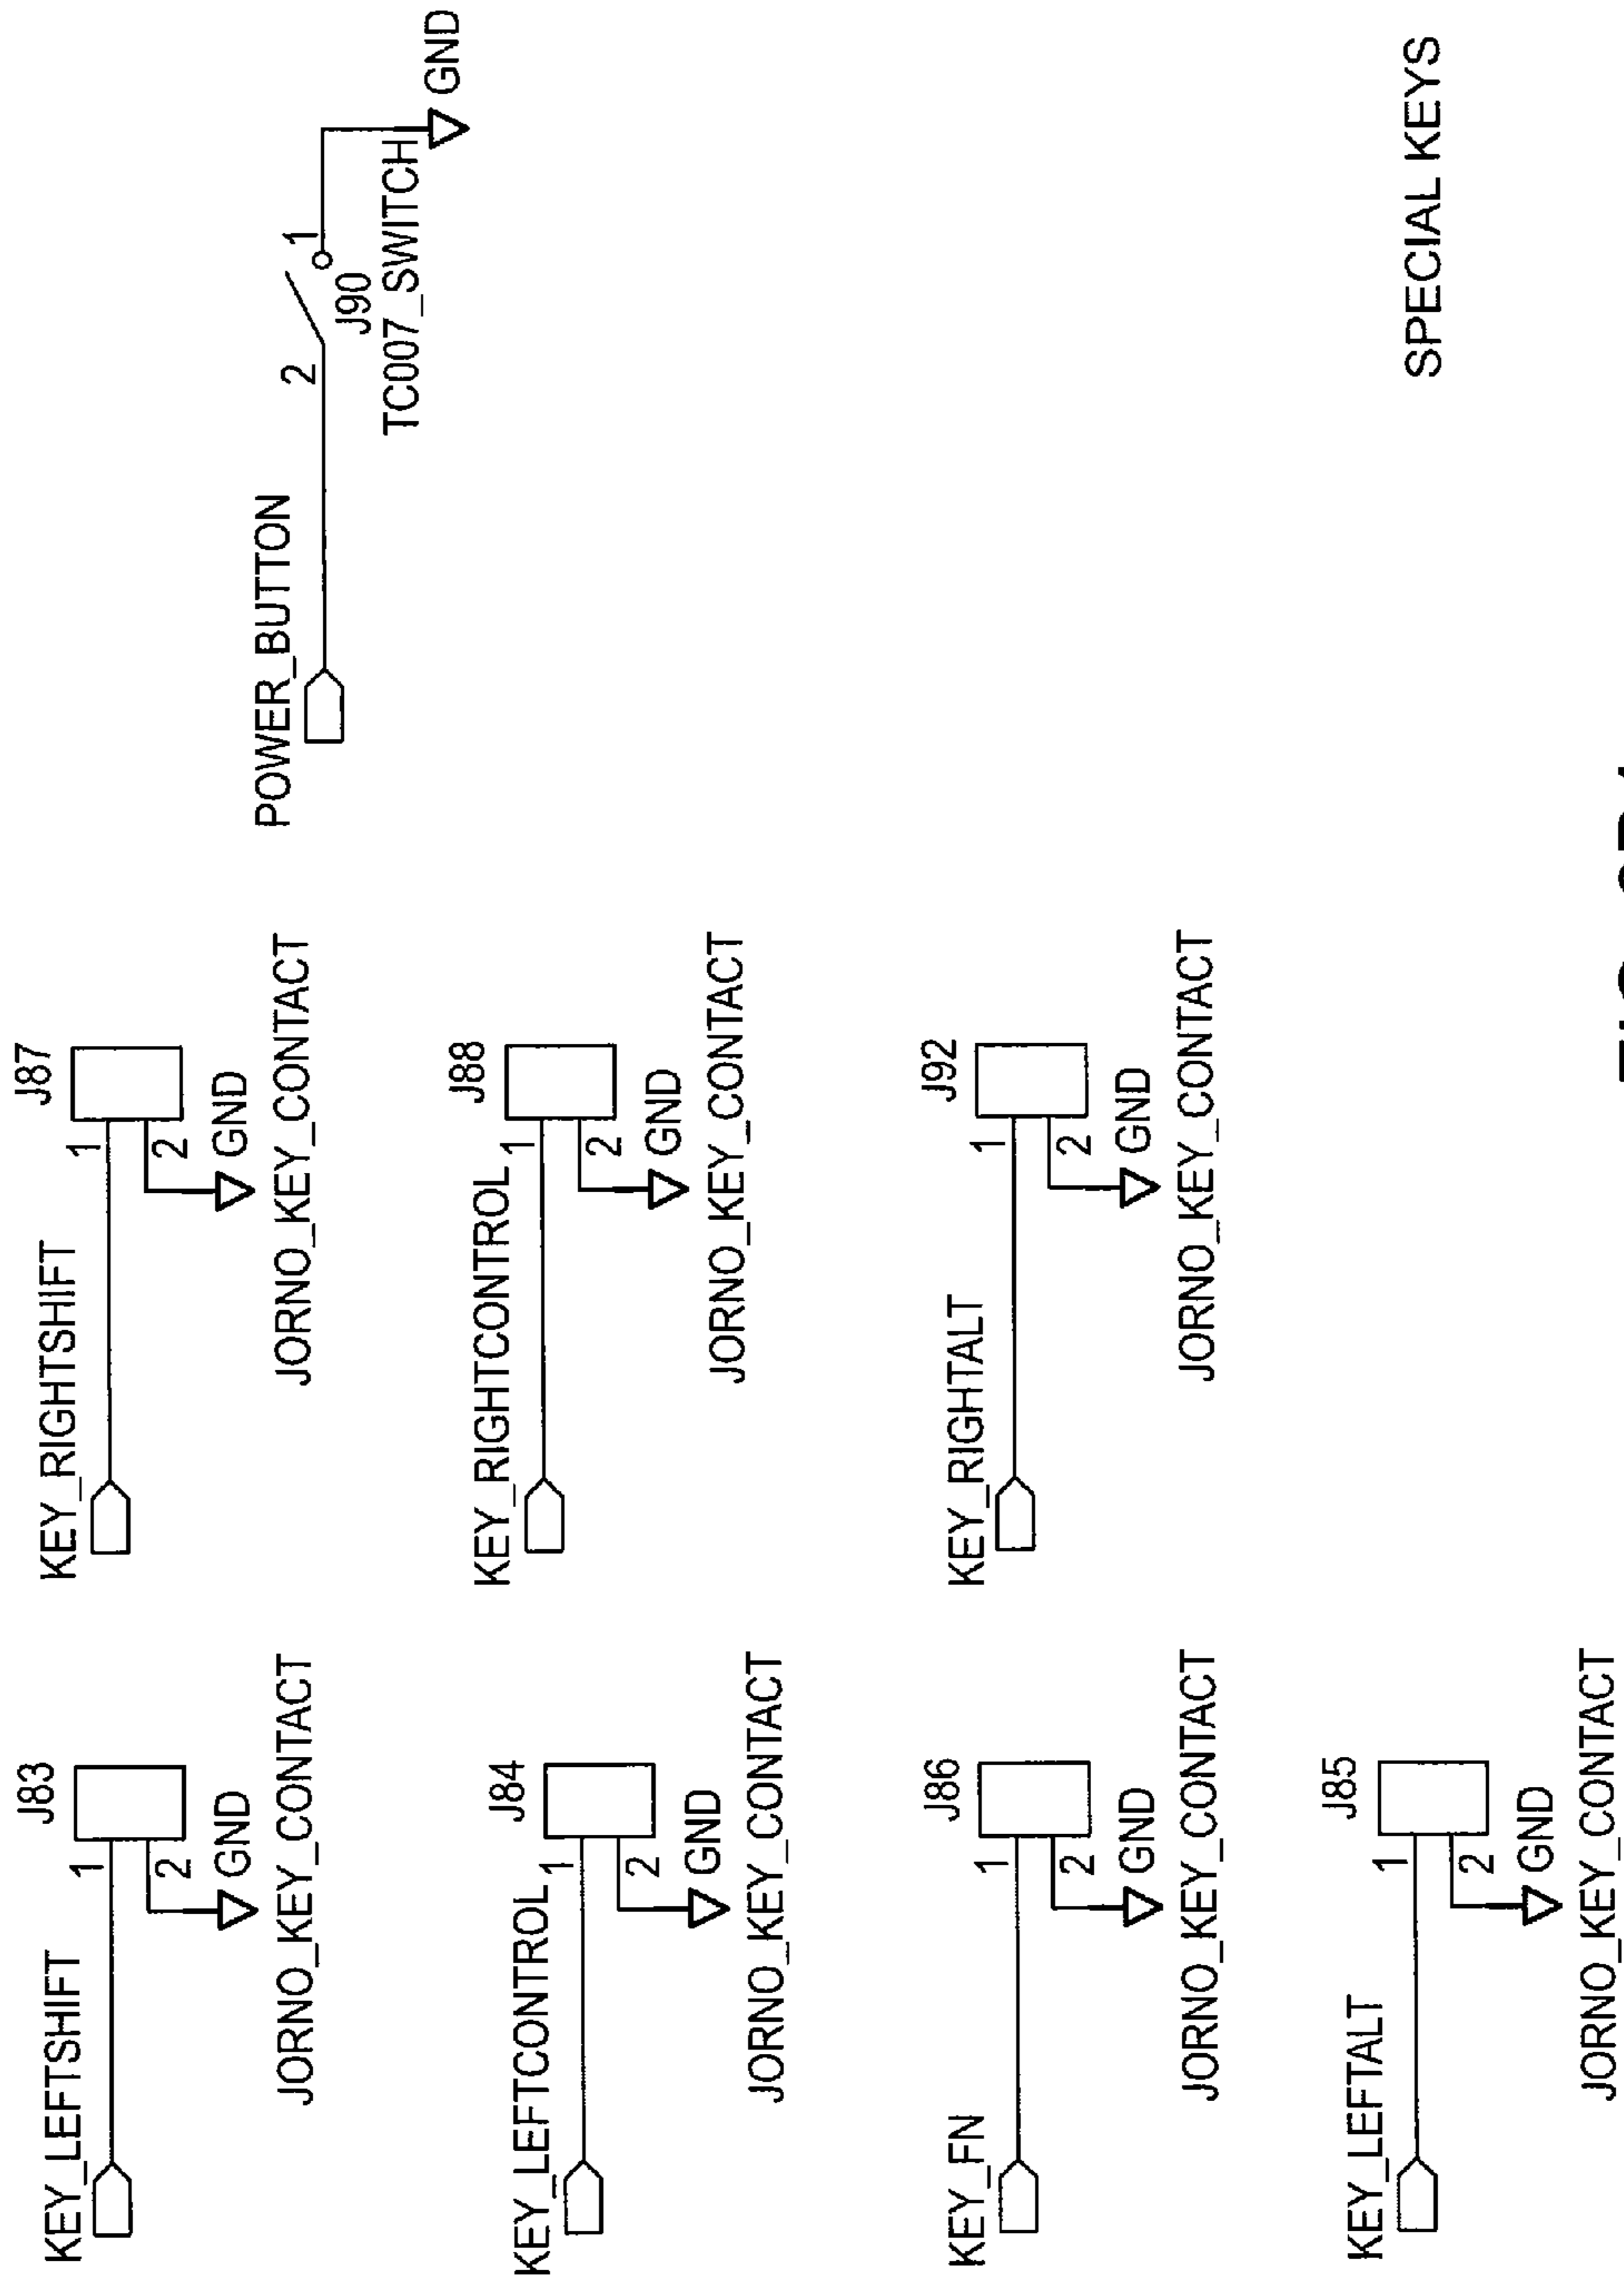 KEY_LEFTSHIFT
J83
1
2
GND
JORNO_KEY_CONTACT
KEY_LEFTCONTROL
J84
1
2
GND
JORNO_KEY_CONTACT
KEY_FN
J86
1
2
GND
JORNO_KEY_CONTACT
KEY_LEFTALT
J85
1
2
GND
JORNO_KEY_CONTACT
KEY_RIGHTSHIFT
J87
1
2
GND
JORNO_KEY_CONTACT
KEY_RIGHTCONTROL
J88
1
2
GND
JORNO_KEY_CONTACT
KEY_RIGHTALT
J92
1
2
GND
JORNO_KEY_CONTACT
POWER_BUTTON
2
1
J90
TC007_SWITCH
GND
SPECIAL KEYS